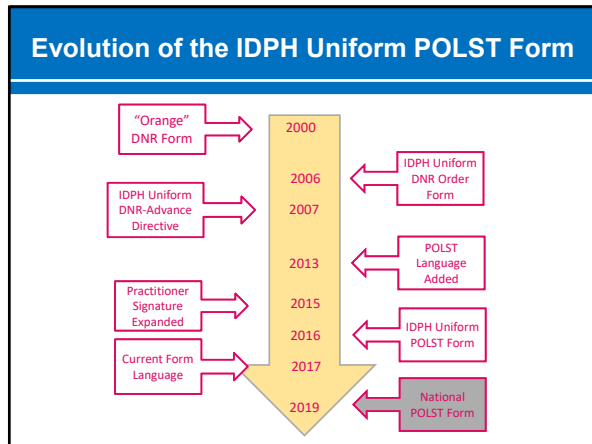 Evolution of the IDPH Uniform POLST Form
“Orange”
DNR Form
2000
2006
IDPH Uniform
DNR Order
Form
IDPH Uniform
DNR-Advance
Directive
2007
2013
POLST
Language
Added
Practitioner
Signature
Expanded
2015
2016
IDPH Uniform
POLST Form
Current Form
Language
2017
2019
National
POLST Form